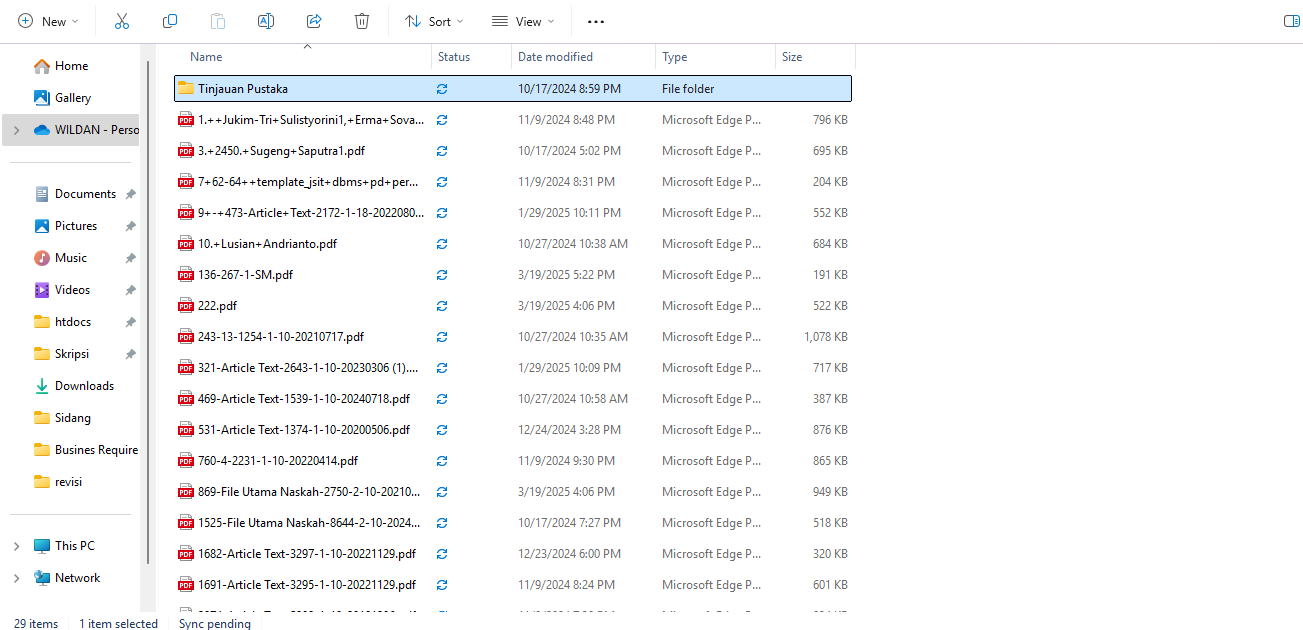 New Sort View
Name Status Date modified Type Size
Home
Gallery
WILDAN - Perso
Documents
Pictures
Music
Videos
htdocs
Skripsi
Downloads
Sidang
Busines Require
revisi
This PC
Network
Tinjauan Pustaka 10/17/2024 8:59 PM File folder
PDF 1.++Jukim-Tri+Sulistyorini1,+Erma+Sova... 11/9/2024 8:48 PM Microsoft Edge P... 796 KB
PDF 3.+2450.+Sugeng+Saputra1.pdf 10/17/2024 5:02 PM Microsoft Edge P... 695 KB
PDF 7+62-64++template_jsit+dbms+pd+per... 11/9/2024 8:31 PM Microsoft Edge P... 204 KB
PDF 9+-+473-Article+Text-2172-1-18-2022080... 1/29/2025 10:11 PM Microsoft Edge P... 552 KB
PDF 10.+Lusian+Andrianto.pdf 10/27/2024 10:38 AM Microsoft Edge P... 684 KB
PDF 136-267-1-SM.pdf 3/19/2025 5:22 PM Microsoft Edge P... 191 KB
PDF 222.pdf 3/19/2025 4:06 PM Microsoft Edge P... 522 KB
PDF 243-13-1254-1-10-20210717.pdf 10/27/2024 10:35 AM Microsoft Edge P... 1,078 KB
PDF 321-Article Text-2643-1-10-20230306 (1).... 1/29/2025 10:09 PM Microsoft Edge P... 717 KB
PDF 469-Article Text-1539-1-10-20240718.pdf 10/27/2024 10:58 AM Microsoft Edge P... 387 KB
PDF 531-Article Text-1374-1-10-20200506.pdf 12/24/2024 3:28 PM Microsoft Edge P... 876 KB
PDF 760-4-2231-1-10-20220414.pdf 11/9/2024 9:30 PM Microsoft Edge P... 865 KB
PDF 869-File Utama Naskah-2750-2-10-20210... 3/19/2025 4:06 PM Microsoft Edge P... 949 KB
PDF 1525-File Utama Naskah-8644-2-10-2024... 10/17/2024 7:27 PM Microsoft Edge P... 518 KB
PDF 1682-Article Text-3297-1-10-20221129.pdf 12/23/2024 6:00 PM Microsoft Edge P... 320 KB
PDF 1691-Article Text-3295-1-10-20221129.pdf 11/9/2024 8:24 PM Microsoft Edge P... 601 KB
29 items 1 item selected Sync pending